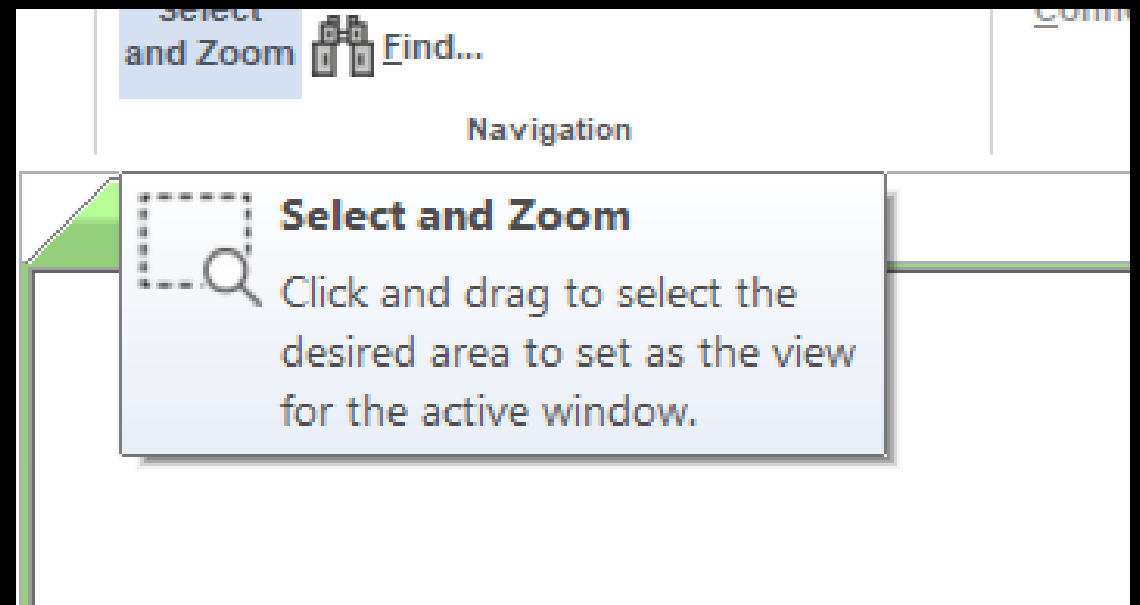 Select
and Zoom
Find...
Navigation
Select and Zoom
Click and drag to select the
desired area to set as the view
for the active window.